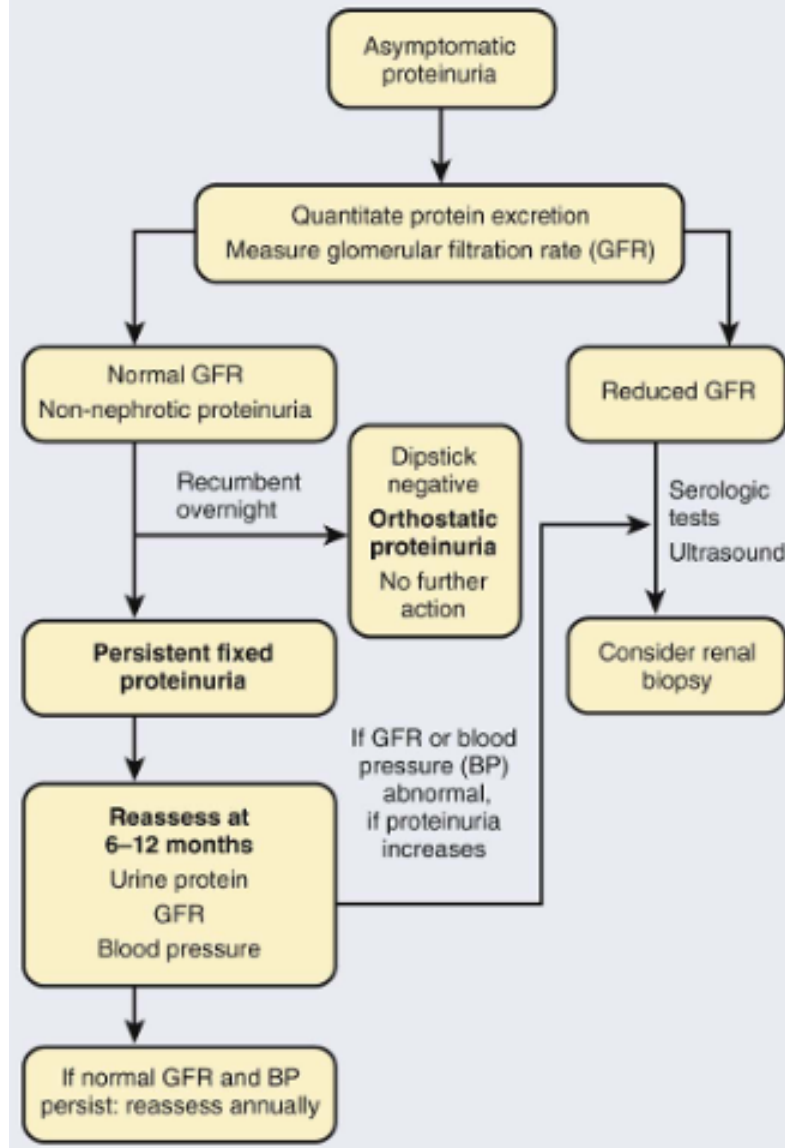 Asymptomatic
proteinuria
Quantitate protein excretion
Measure glomerular filtration rate (GFR)
Normal GFR
Non-nephrotic proteinuria
Reduced GFR
Recumbent
overnight
Dipstick
negative
Orthostatic
proteinuria
No further
action
Serologic
tests
Ultrasound
Persistent fixed
proteinuria
Consider renal
biopsy
If GFR or blood
pressure (BP)
abnormal,
if proteinuria
increases
Reassess at
6–12 months
Urine protein
GFR
Blood pressure
If normal GFR and BP
persist: reassess annually